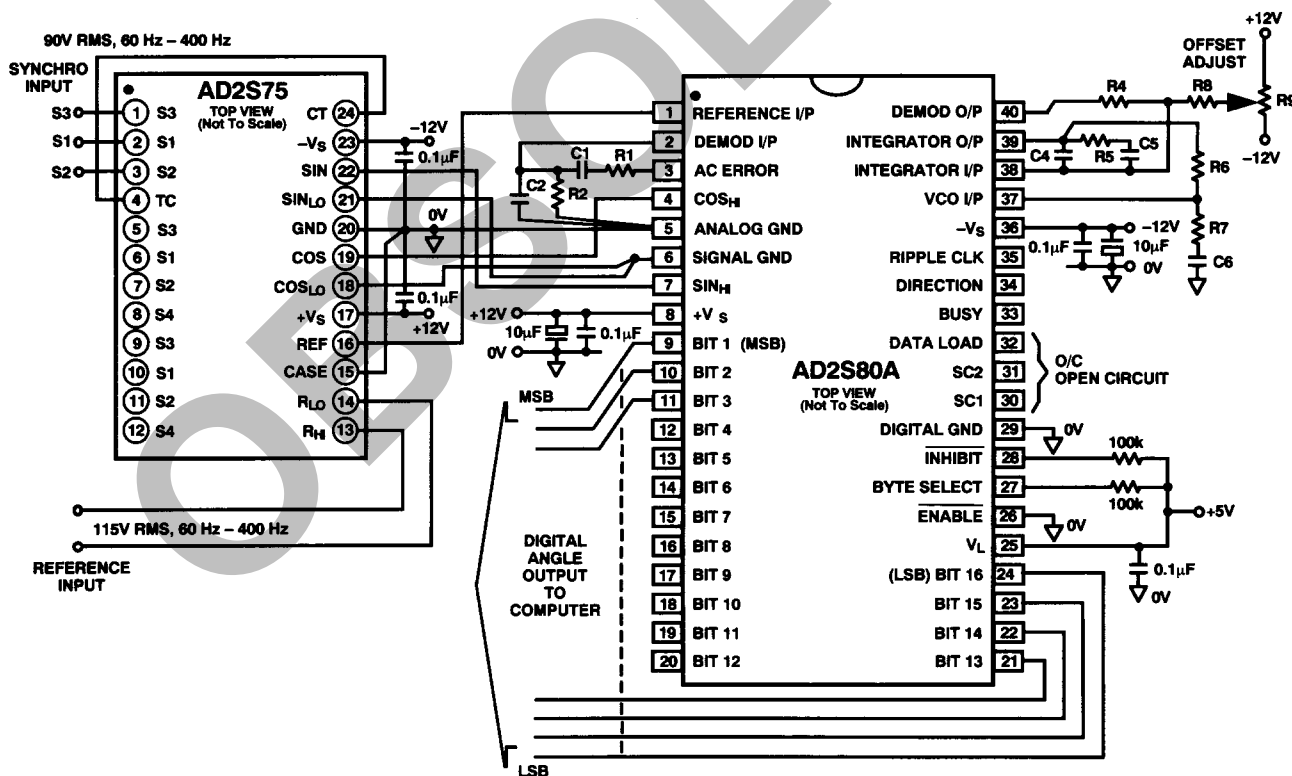 90V RMS, 60 Hz – 400 Hz
SYNCHRO
INPUT
S3
S1
S2
AD2S75
TOP VIEW
(Not To Scale)
1 S3
2 S1
3 S2
4 TC
5 S3
6 S1
7 S2
8 S4
9 S3
10 S1
11 S2
12 S4
CT 24
–VS 23
SIN 22
SINLO 21
GND 20
COS 19
COSLO 18
+VS 17
REF 16
CASE 15
RLO 14
RHI 13
–12V
0.1µF
0V
0.1µF
+12V
115V RMS, 60 Hz – 400 Hz
REFERENCE
INPUT
C1
R1
C2
R2
+12V
10µF
0.1µF
0V
MSB
DIGITAL
ANGLE
OUTPUT
TO
COMPUTER
LSB
AD2S80A
TOP VIEW
(Not To Scale)
1 REFERENCE I/P
2 DEMOD I/P
3 AC ERROR
4 COSHI
5 ANALOG GND
6 SIGNAL GND
7 SINHI
8 +VS
9 BIT 1 (MSB)
10 BIT 2
11 BIT 3
12 BIT 4
13 BIT 5
14 BIT 6
15 BIT 7
16 BIT 8
17 BIT 9
18 BIT 10
19 BIT 11
20 BIT 12
DEMOD O/P 40
INTEGRATOR O/P 39
INTEGRATOR I/P 38
VCO I/P 37
–VS 36
RIPPLE CLK 35
DIRECTION 34
BUSY 33
DATA LOAD 32
SC2 31
SC1 30
DIGITAL GND 29
INHIBIT 28
BYTE SELECT 27
ENABLE 26
VL 25
(LSB) BIT 16 24
BIT 15 23
BIT 14 22
BIT 13 21
+12V
OFFSET
ADJUST
R4
R8
R9
–12V
C4
R5
C5
R6
R7
C6
0.1µF
10µF
–12V
0V
O/C
OPEN CIRCUIT
0V
100k
100k
+5V
0V
0.1µF
0V
OBSOL